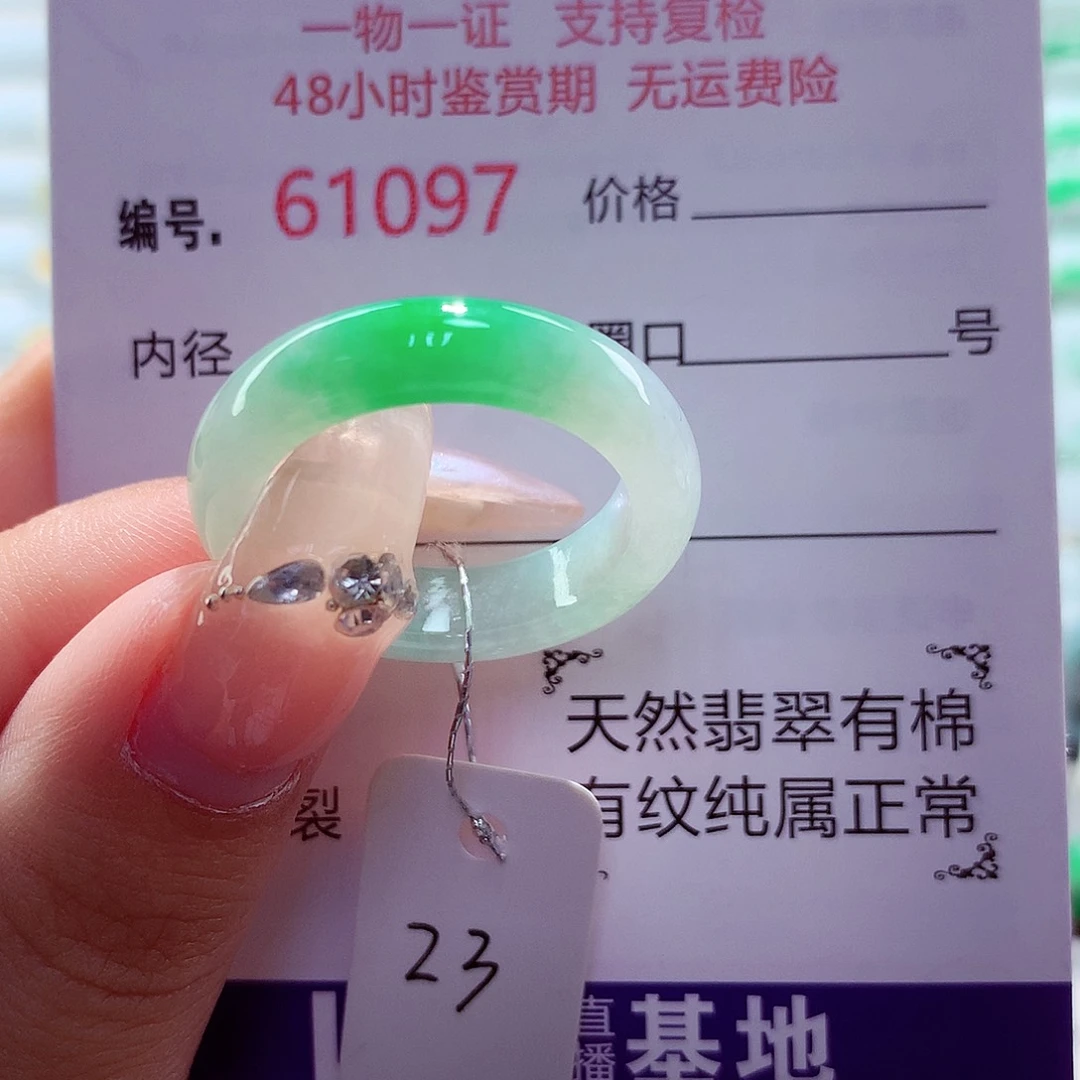 一物一证 支持复检
48小时鉴赏期 无运费险
编号. 61097 价格
内径 圈口 号
天然翡翠有棉
裂 有纹纯属正常
23
直播基地